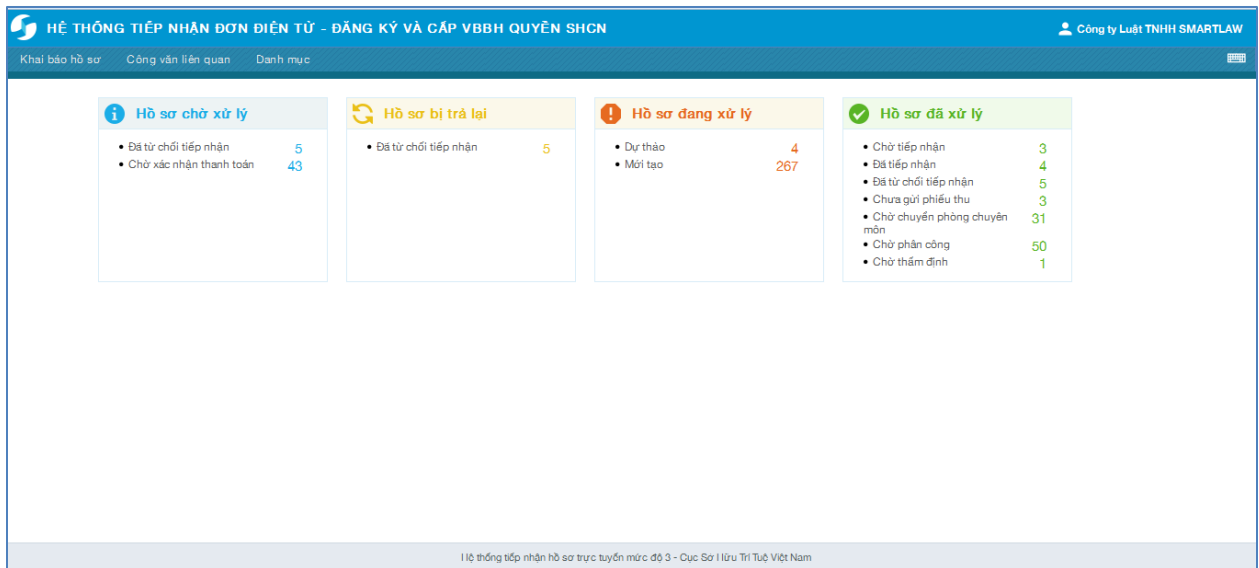 HỆ THỐNG TIẾP NHẬN ĐƠN ĐIỆN TỬ - ĐĂNG KÝ VÀ CẤP VBBH QUYỀN SHCN
Công ty Luật TNHH SMARTLAW
Khai báo hồ sơ Công văn liên quan Danh mục
Hồ sơ chờ xử lý
Đã từ chối tiếp nhận 5
Chờ xác nhận thanh toán 43
Hồ sơ bị trả lại
Đã từ chối tiếp nhận 5
Hồ sơ đang xử lý
Dự thảo 4
Mới tạo 267
Hồ sơ đã xử lý
Chờ tiếp nhận 3
Đã tiếp nhận 4
Đã từ chối tiếp nhận 5
Chưa gửi phiếu thu 3
Chờ chuyển phòng chuyên 31
môn
Chờ phân công 50
Chờ thẩm định 1
Hệ thống tiếp nhận hồ sơ trực tuyến mức độ 3 - Cục Sở Hữu Trí Tuệ Việt Nam